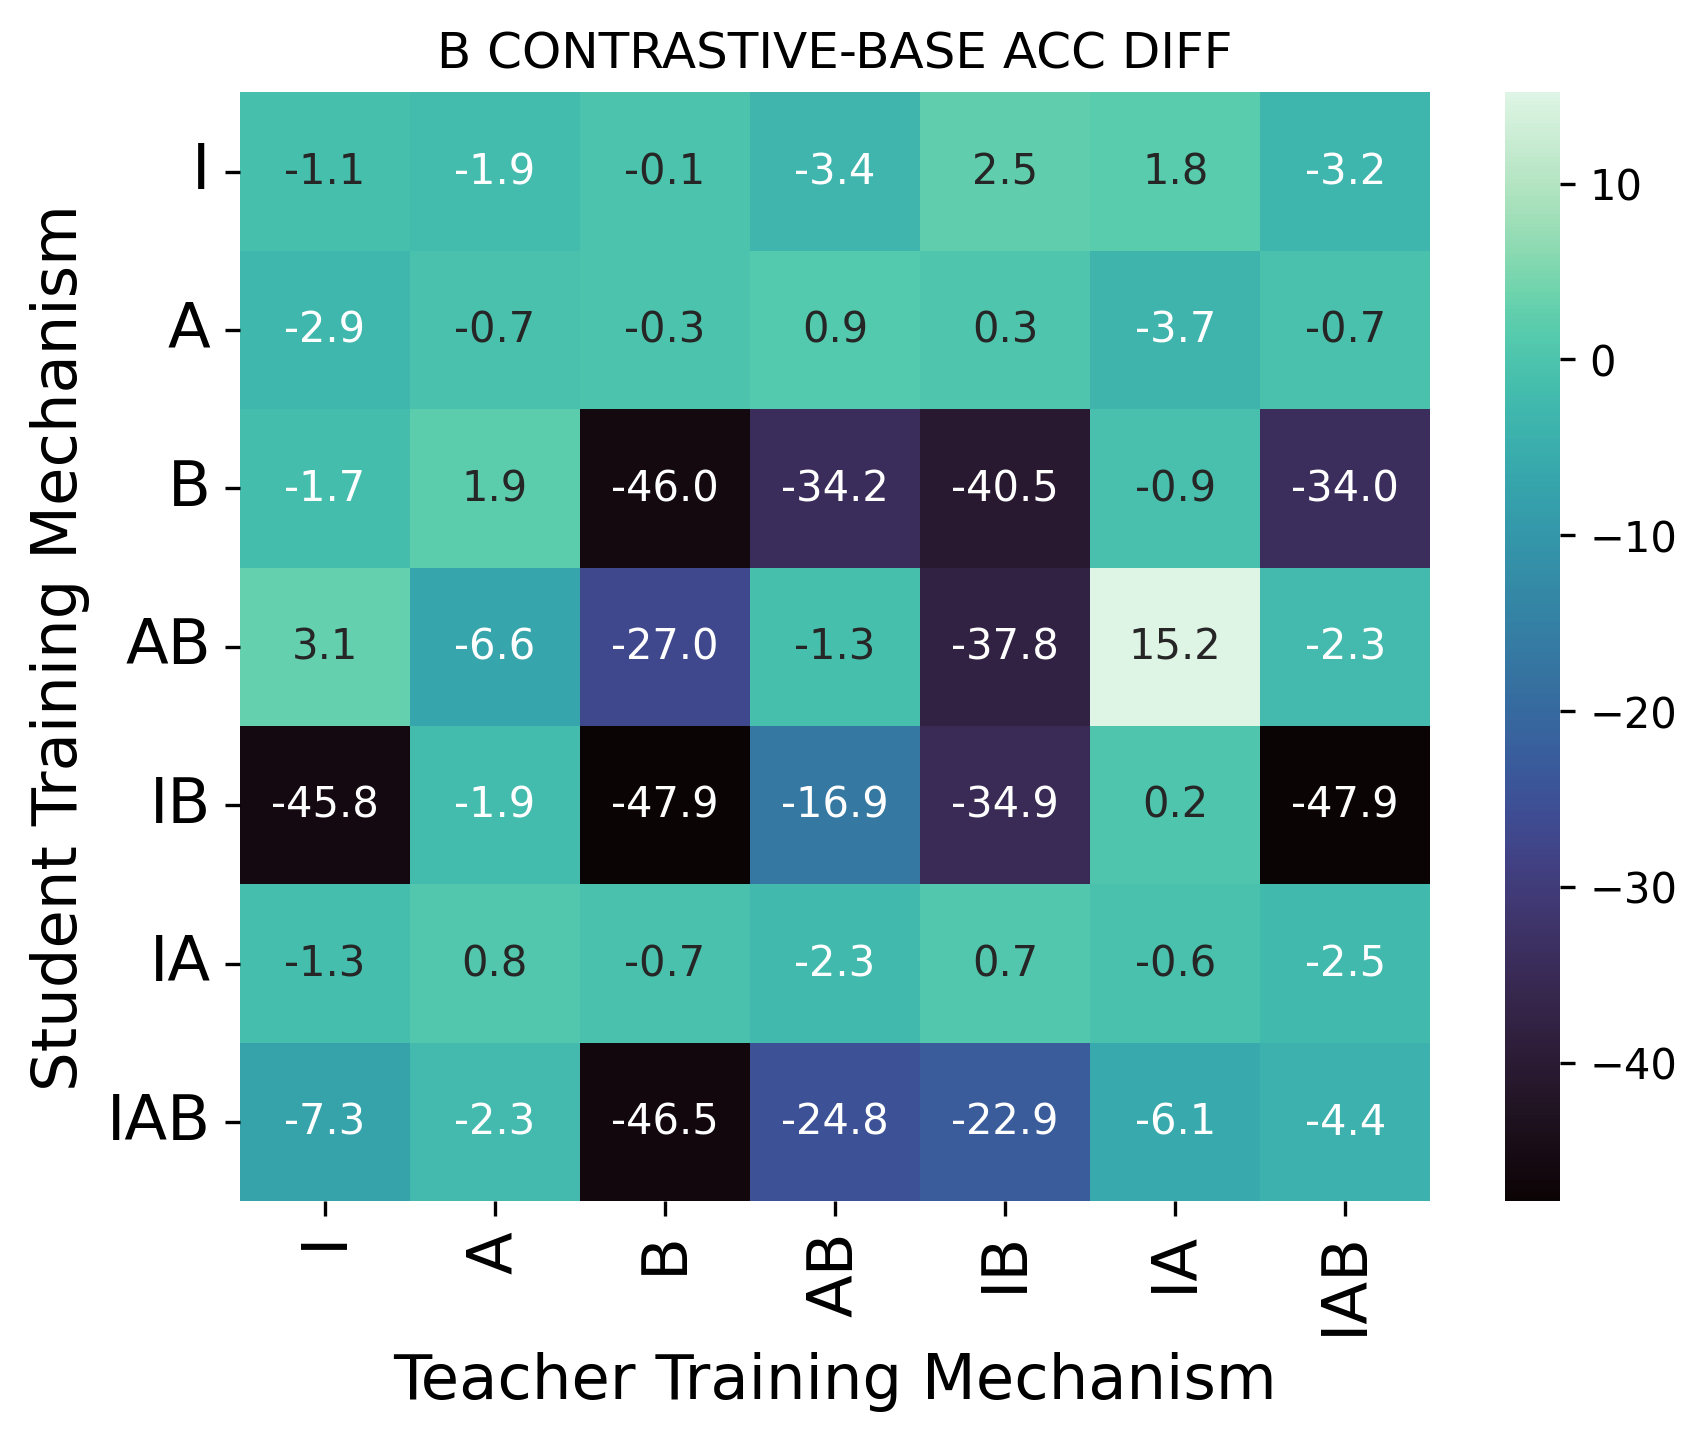 B CONTRASTIVE-BASE ACC DIFF
I -1.1 -1.9 -0.1 -3.4 2.5 1.8 -3.2
A -2.9 -0.7 -0.3 0.9 0.3 -3.7 -0.7
B -1.7 1.9 -46.0 -34.2 -40.5 -0.9 -34.0
AB 3.1 -6.6 -27.0 -1.3 -37.8 15.2 -2.3
IB -45.8 -1.9 -47.9 -16.9 -34.9 0.2 -47.9
IA -1.3 0.8 -0.7 -2.3 0.7 -0.6 -2.5
IAB -7.3 -2.3 -46.5 -24.8 -22.9 -6.1 -4.4
I A B AB IB IA IAB
Teacher Training Mechanism
Student Training Mechanism
10
0
−10
−20
−30
−40